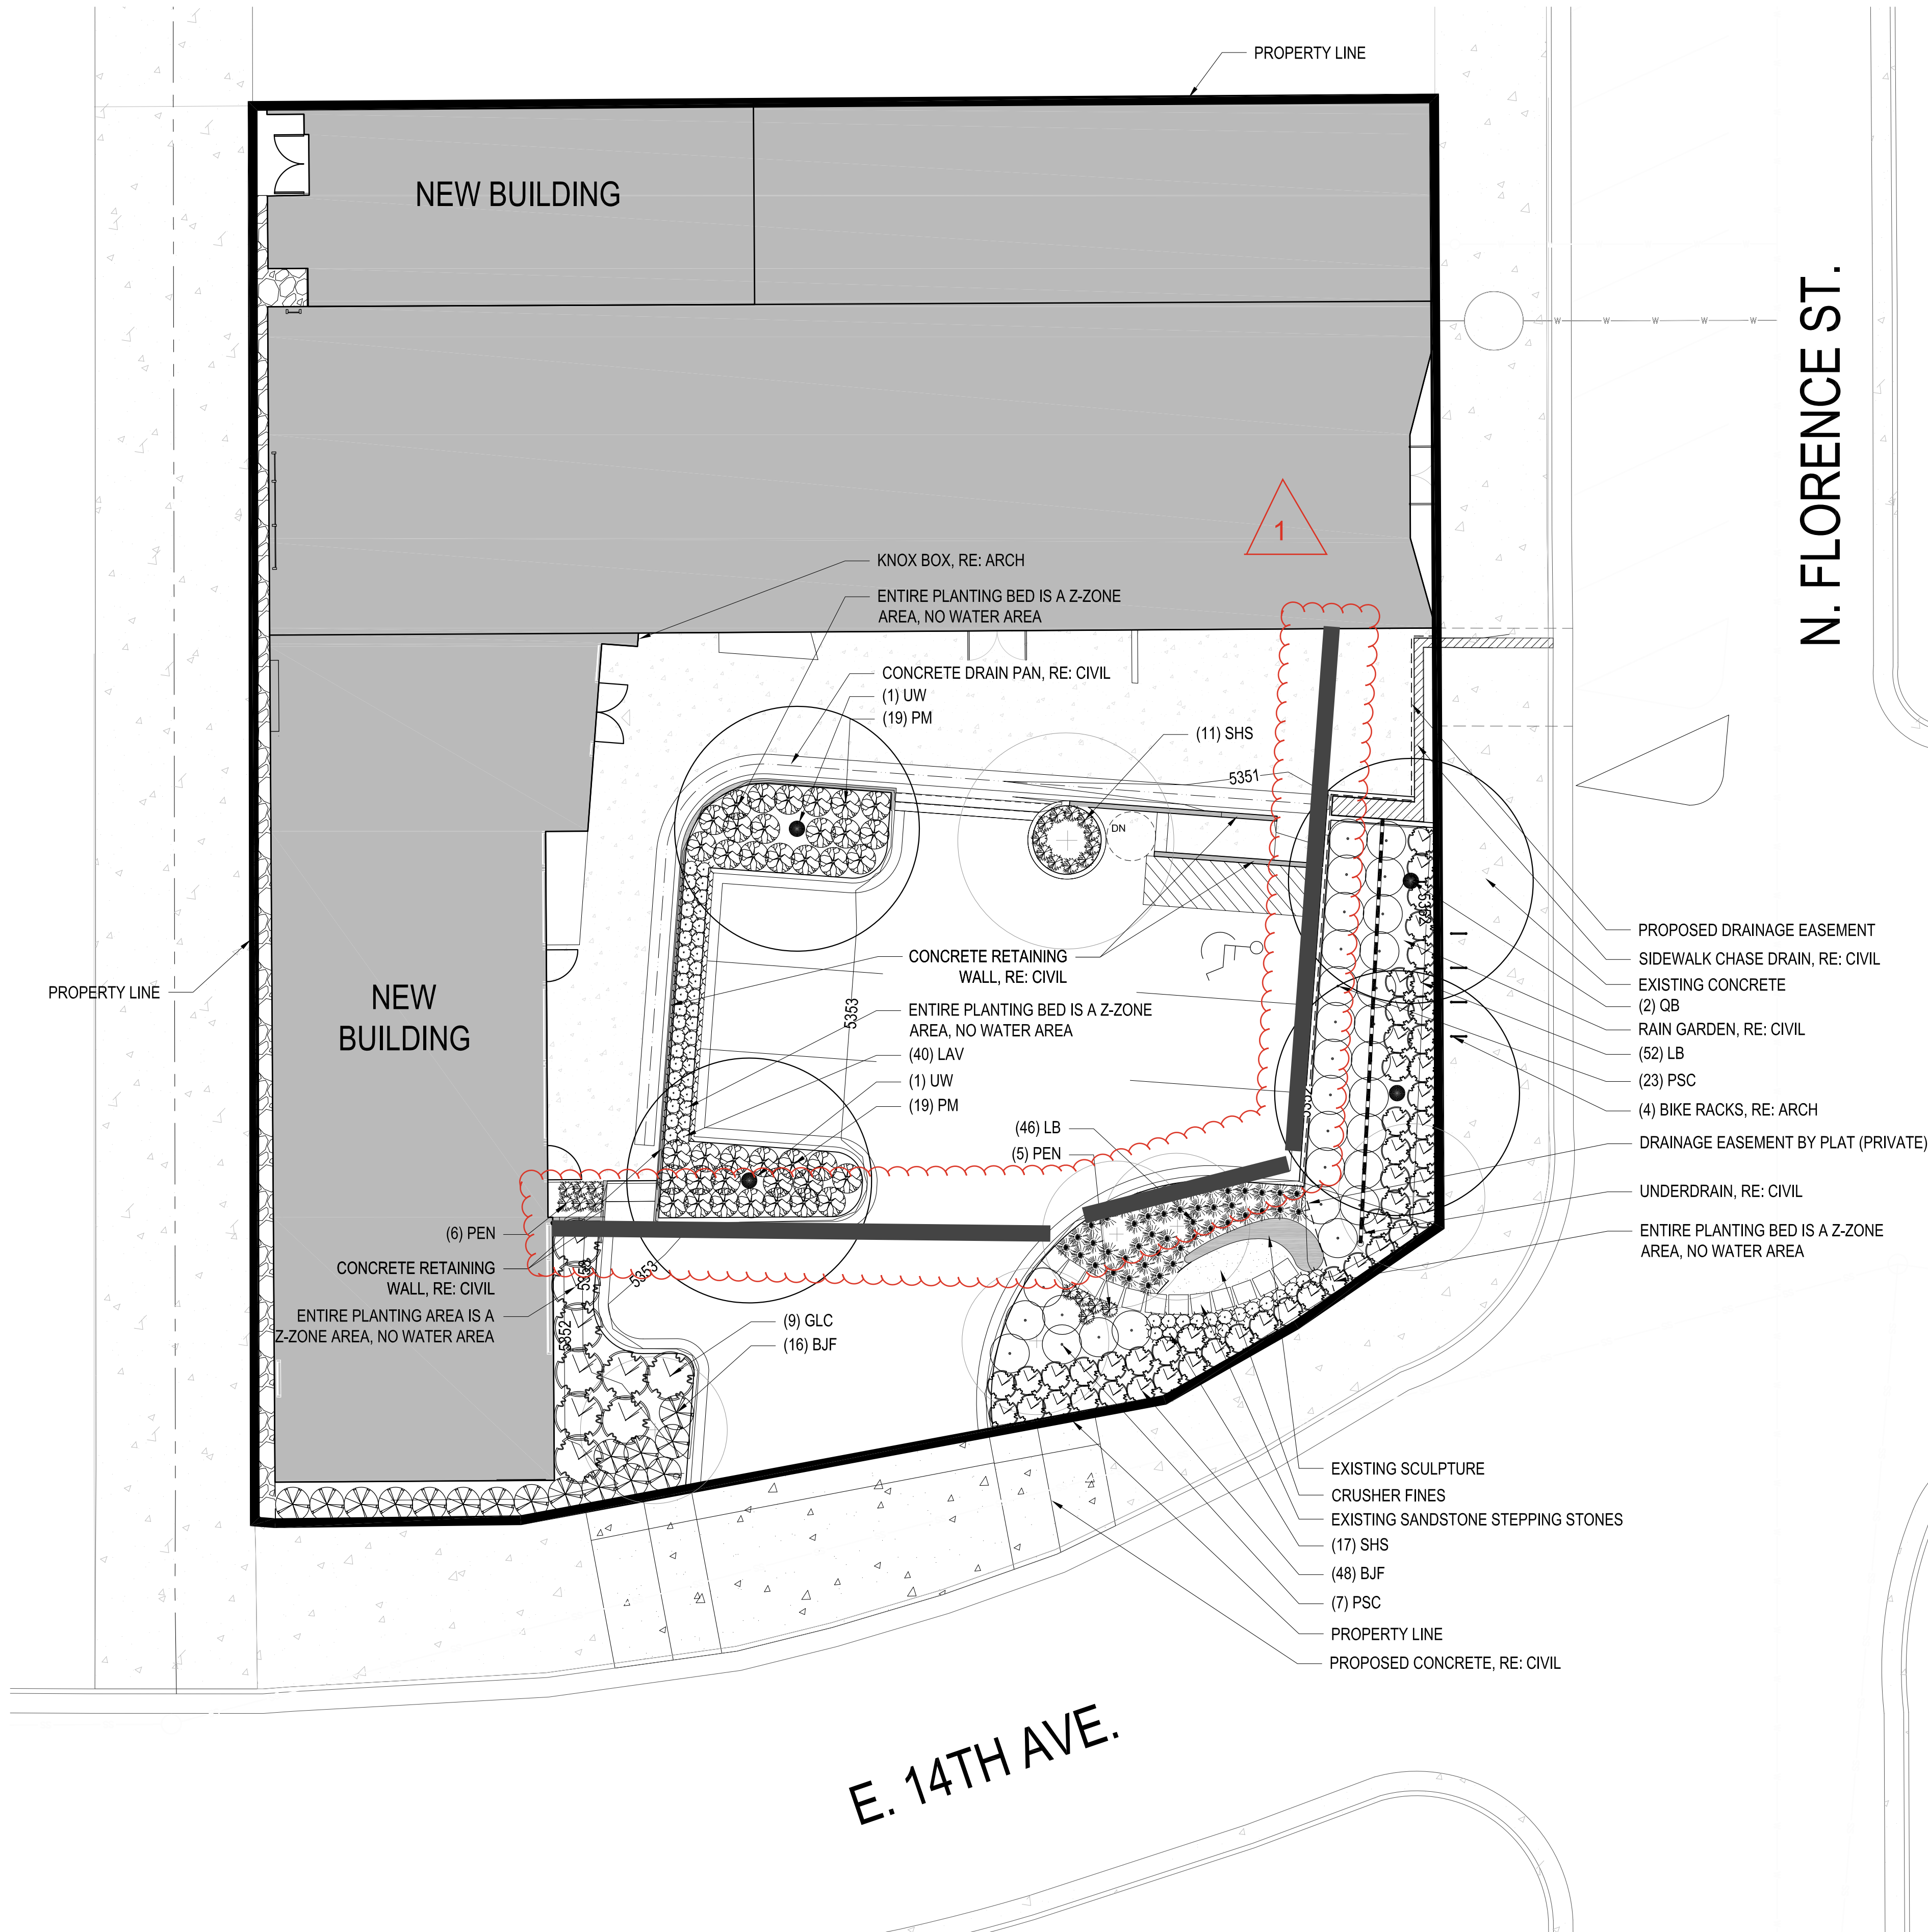 PROPERTY LINE
NEW BUILDING
N. FLORENCE ST.
W W W W W
1
KNOX BOX, RE: ARCH
ENTIRE PLANTING BED IS A Z-ZONE
AREA, NO WATER AREA
CONCRETE DRAIN PAN, RE: CIVIL
(1) UW
(19) PM
(11) SHS
5351
DN
5352
PROPOSED DRAINAGE EASEMENT
SIDEWALK CHASE DRAIN, RE: CIVIL
EXISTING CONCRETE
(2) QB
RAIN GARDEN, RE: CIVIL
(52) LB
(23) PSC
(4) BIKE RACKS, RE: ARCH
DRAINAGE EASEMENT BY PLAT (PRIVATE)
UNDERDRAIN, RE: CIVIL
ENTIRE PLANTING BED IS A Z-ZONE
AREA, NO WATER AREA
PROPERTY LINE
NEW
BUILDING
CONCRETE RETAINING
WALL, RE: CIVIL
5353
ENTIRE PLANTING BED IS A Z-ZONE
AREA, NO WATER AREA
(40) LAV
(1) UW
(19) PM
(46) LB
(5) PEN
(6) PEN
CONCRETE RETAINING
WALL, RE: CIVIL
ENTIRE PLANTING AREA IS A
Z-ZONE AREA, NO WATER AREA
5353
5352
(9) GLC
(16) BJF
EXISTING SCULPTURE
CRUSHER FINES
EXISTING SANDSTONE STEPPING STONES
(17) SHS
(48) BJF
(7) PSC
PROPERTY LINE
PROPOSED CONCRETE, RE: CIVIL
E. 14TH AVE.